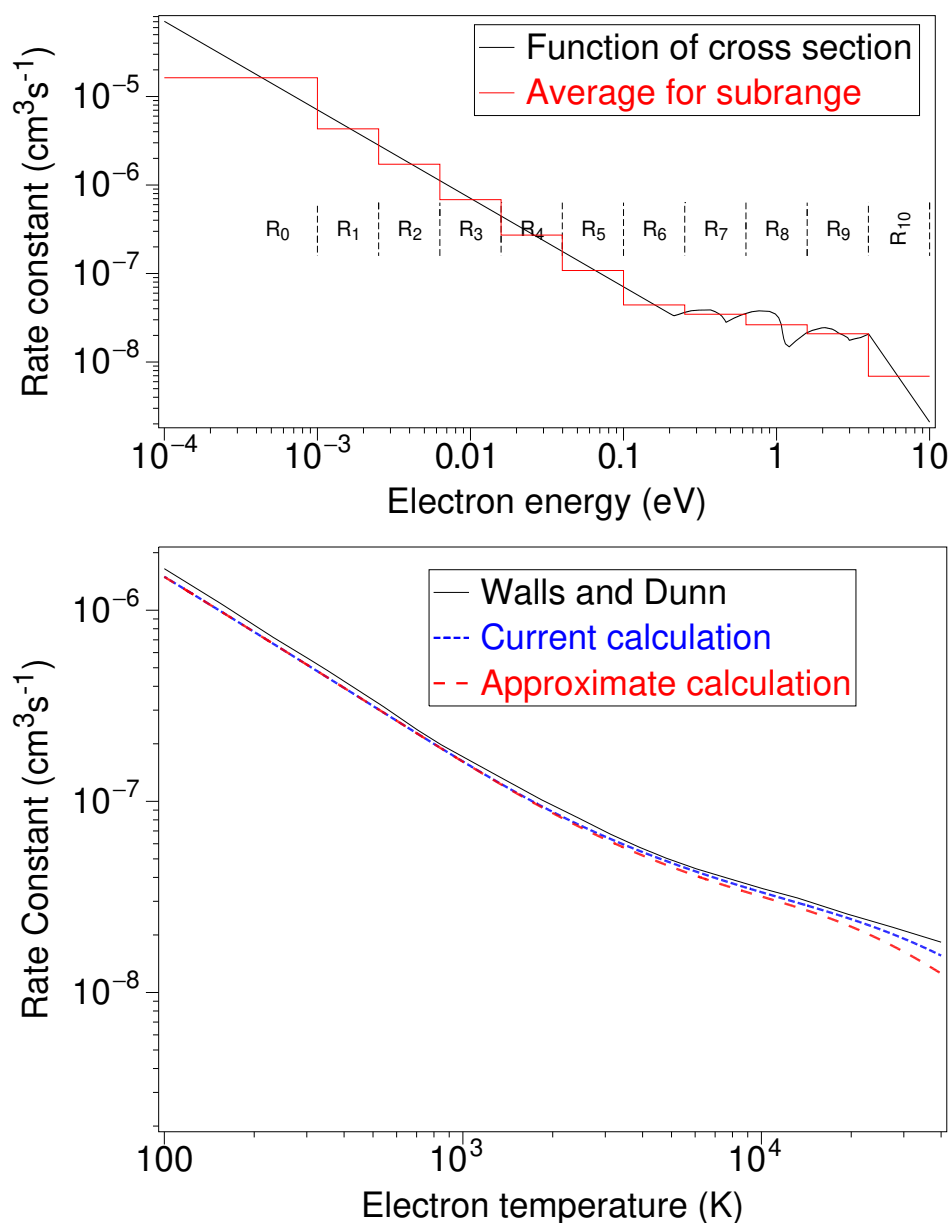 Rate constant (cm³s⁻¹)
10⁻⁵
10⁻⁶
10⁻⁷
10⁻⁸
Function of cross section
Average for subrange
R₀ R₁ R₂ R₃ R₄ R₅ R₆ R₇ R₈ R₉ R₁₀
10⁻⁴ 10⁻³ 0.01 0.1 1 10
Electron energy (eV)
Rate Constant (cm³s⁻¹)
10⁻⁶
10⁻⁷
10⁻⁸
Walls and Dunn
Current calculation
Approximate calculation
100 10³ 10⁴
Electron temperature (K)